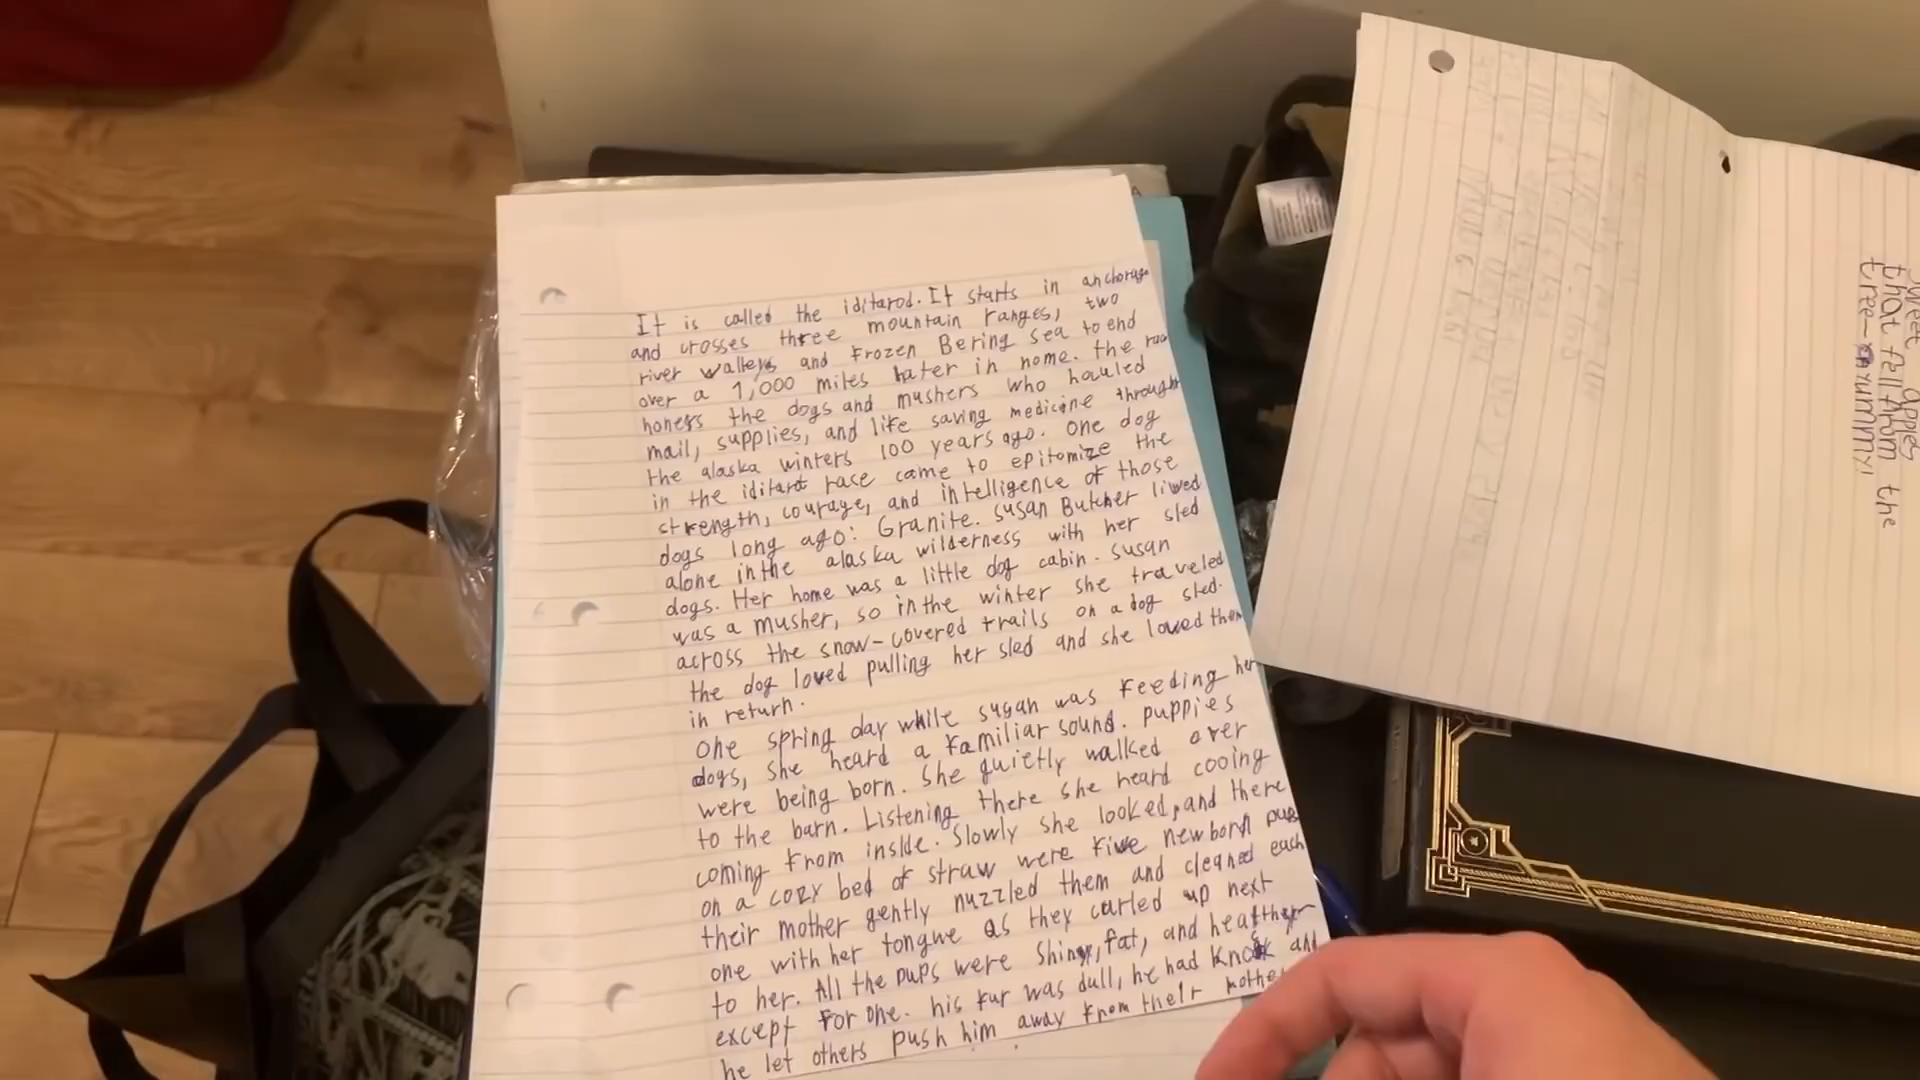 It is called the iditarod. It starts in anchorage
and crosses three mountain ranges, two
river walleys and frozen Bering sea to end
over a 1,000 miles later in nome. the
honers the dogs and mushers who hauled
mail, supplies, and life saving medicine through
the alaska winters 100 years ago. one dog
in the iditarod race came to epitomize the
strength, courage, and intelligence of those
dogs long ago: Granite. Susan Butcher liwed
alone in the alaska wilderness with her sled
dogs. Her home was a little dog cabin. Susan
was a musher, so in the winter she traveled
across the snow-covered trails on a dog sled.
the dog loved pulling her sled and she loved them
in return.
One spring day while susan was feeding her
dogs, she heard a familiar sound. puppies
were being born. She quietly walked over
to the barn. Listening there she heard cooing
coming from inside. Slowly she looked, and there
on a cozy bed of straw were five newborn pups
their mother gently nuzzled them and cleaned each
one with her tongue as they curled up next
to her. All the pups were shiny, fat, and
except for one. his fur was dull, he had and
he let others push him away from their mother
sweet apples
that fell from the
tree- yummy!